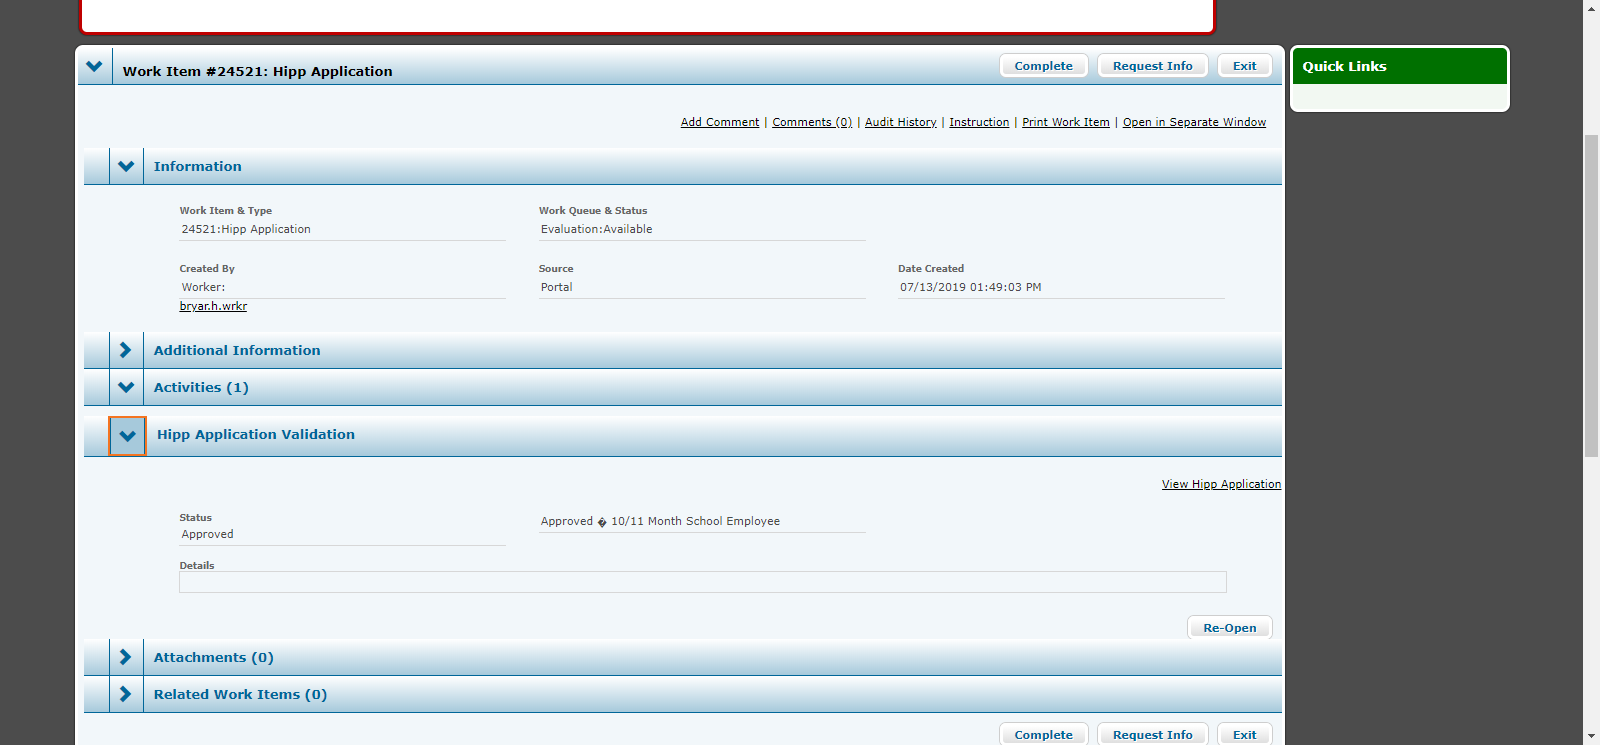 Work Item #24521: Hipp Application
Complete
Request Info
Exit
Quick Links
Add Comment | Comments (0) | Audit History | Instruction | Print Work Item | Open in Separate Window
Information
Work Item & Type
Work Queue & Status
24521:Hipp Application
Evaluation:Available
Created By
Source
Date Created
Worker:
Portal
07/13/2019 01:49:03 PM
bryar.h.wrkr
Additional Information
Activities (1)
Hipp Application Validation
View Hipp Application
Status
Approved � 10/11 Month School Employee
Approved
Details
Re-Open
Attachments (0)
Related Work Items (0)
Complete
Request Info
Exit